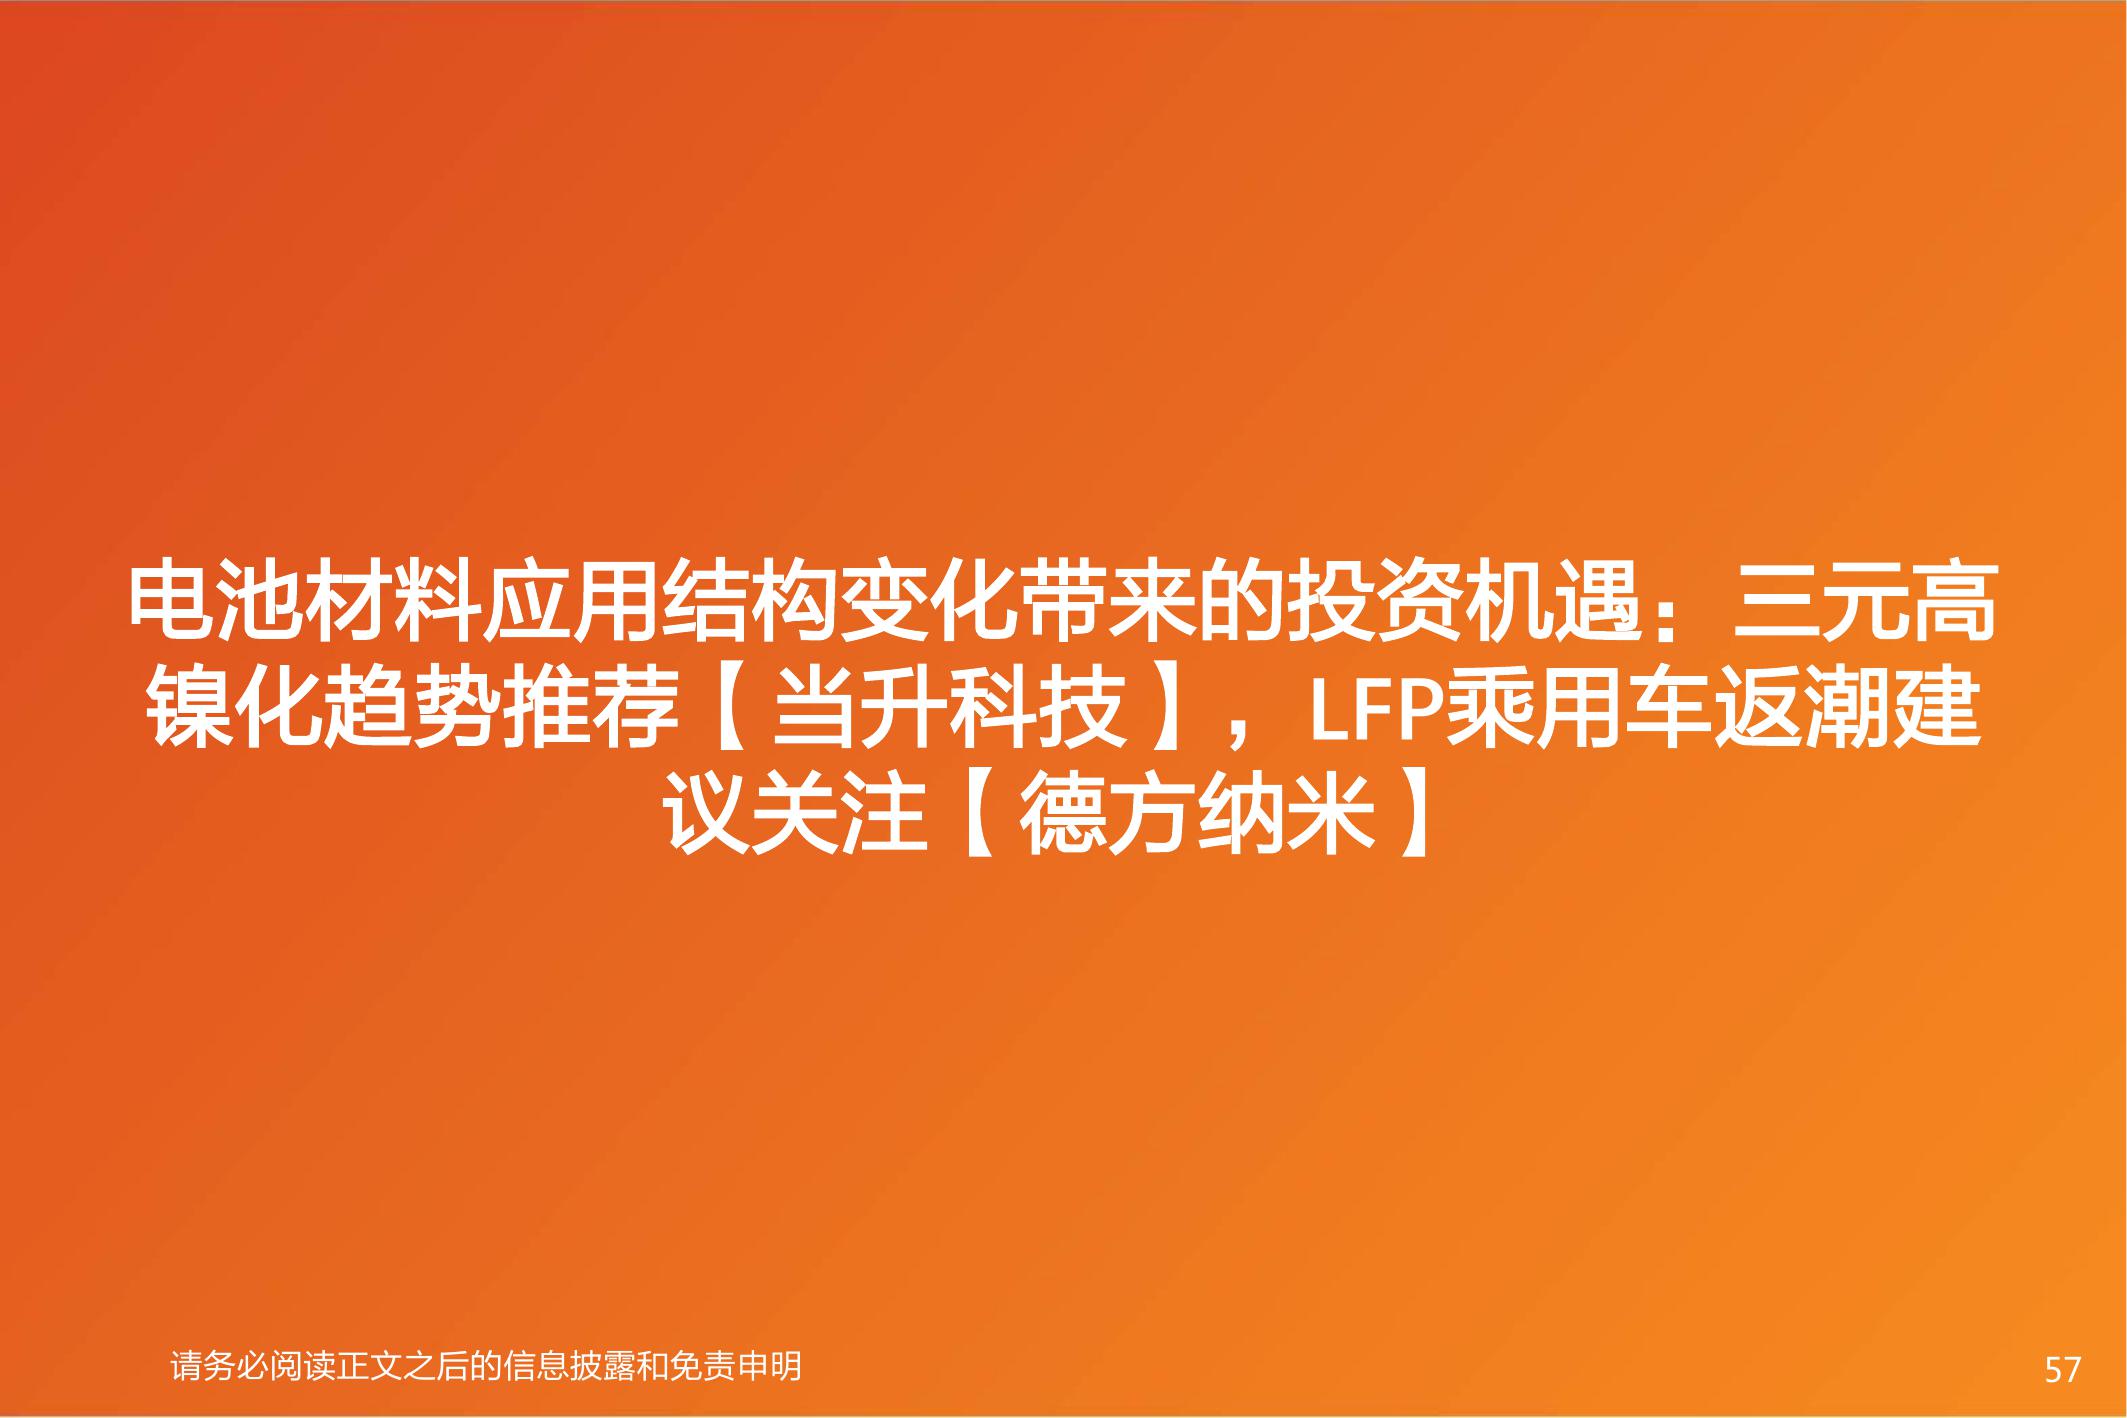 电池材料应用结构变化带来的投资机遇：三元高
镍化趋势推荐【当升科技】，LFP乘用车返潮建
议关注【德方纳米】
请务必阅读正文之后的信息披露和免责申明
57